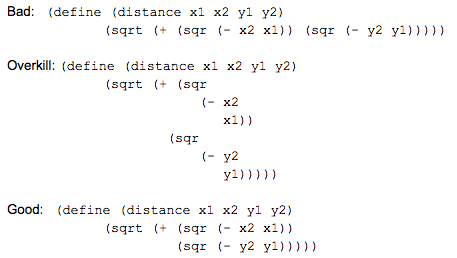 Bad: (define (distance x1 x2 y1 y2)
(sqrt (+ (sqr (- x2 x1)) (sqr (- y2 y1)))))
Overkill: (define (distance x1 x2 y1 y2)
(sqrt (+ (sqr
(- x2
x1))
(sqr
(- y2
y1)))))
Good: (define (distance x1 x2 y1 y2)
(sqrt (+ (sqr (- x2 x1))
(sqr (- y2 y1)))))